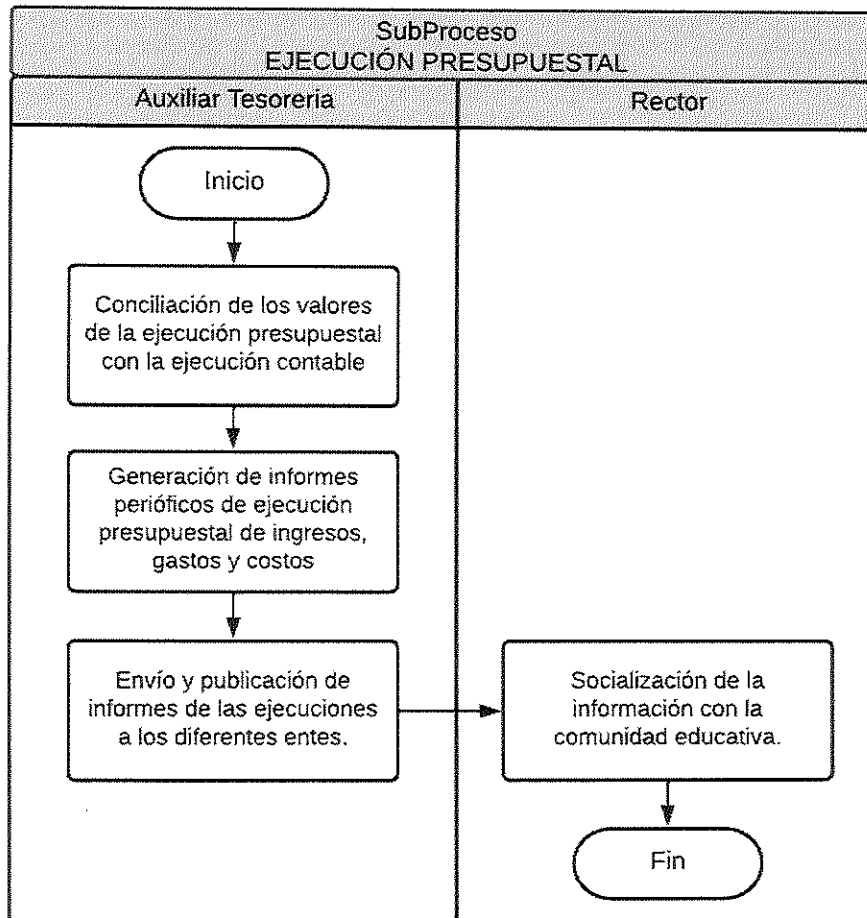 SubProceso
EJECUCIÓN PRESUPUESTAL
Auxiliar Tesorería
Rector
Inicio
Conciliación de los valores
de la ejecución presupuestal
con la ejecución contable
Generación de informes
perióficos de ejecución
presupuestal de ingresos,
gastos y costos
Envío y publicación de
informes de las ejecuciones
a los diferentes entes.
Socialización de la
información con la
comunidad educativa.
Fin